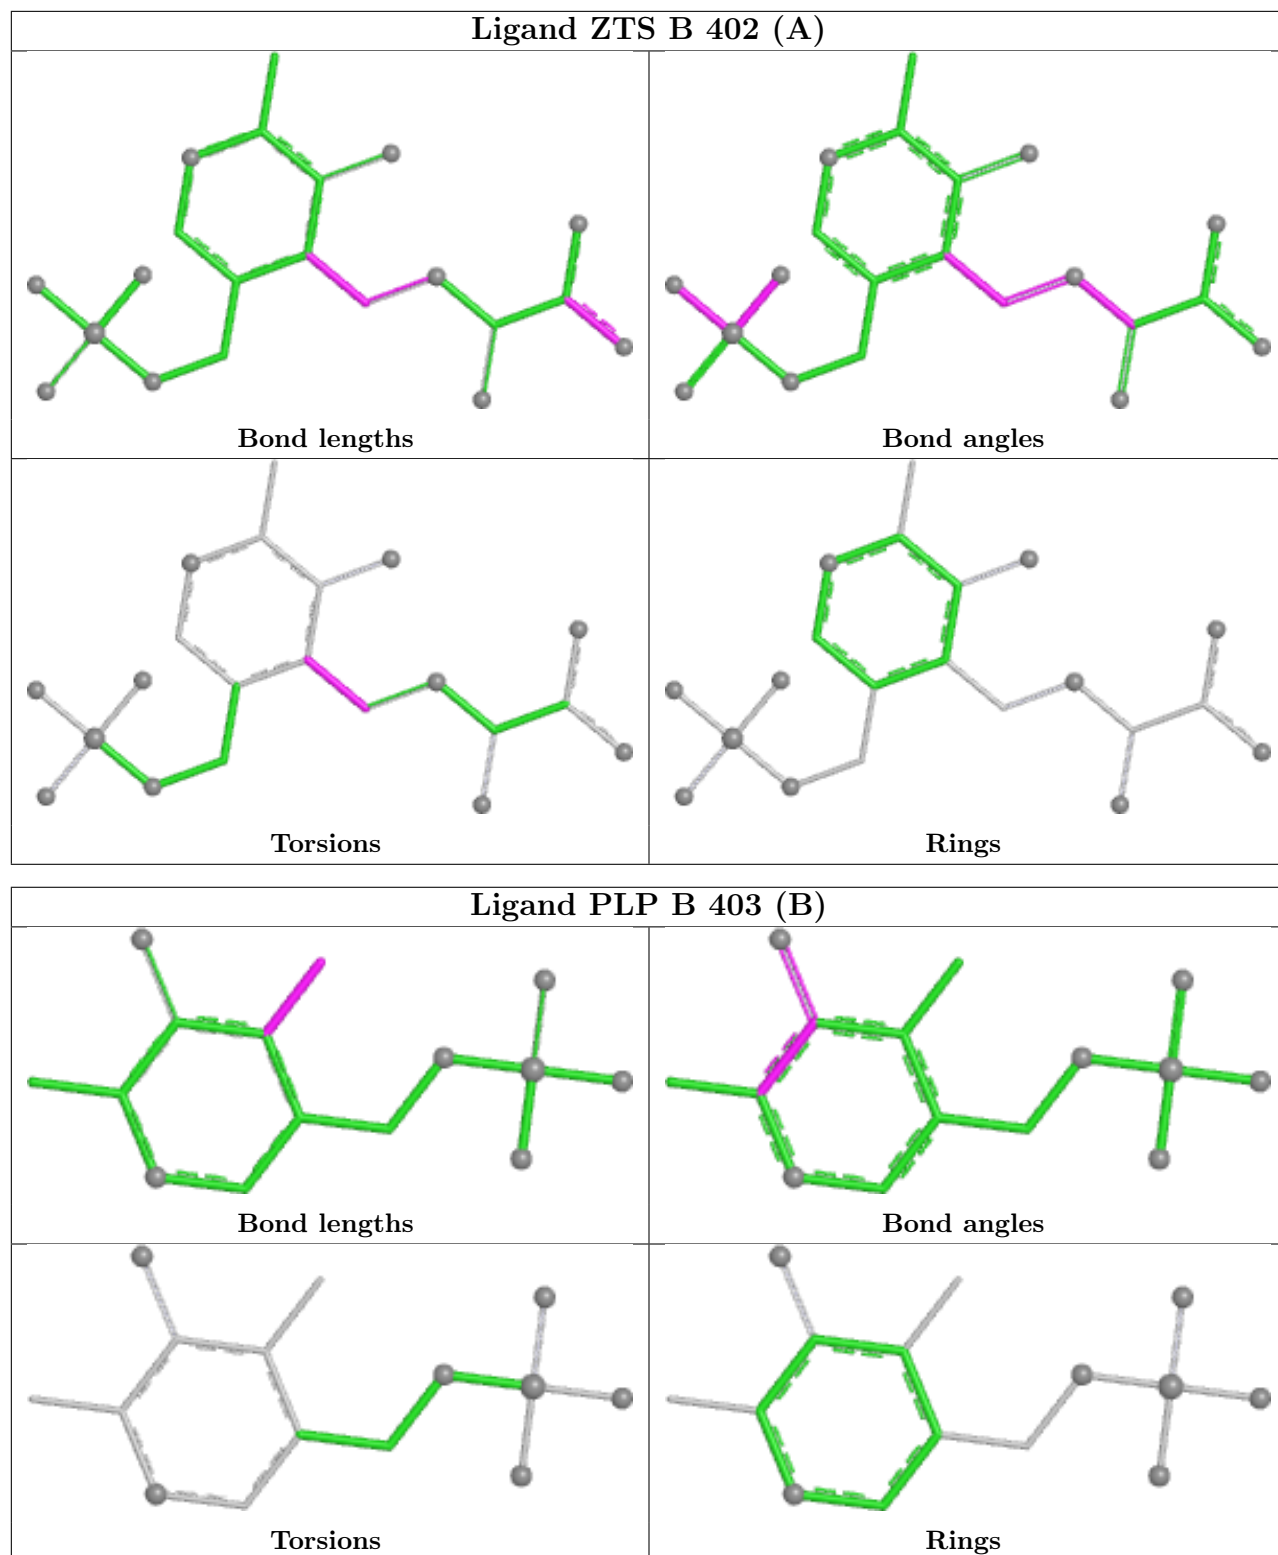 Ligand ZTS B 402 (A)
Bond lengths
Bond angles
Torsions
Rings
Ligand PLP B 403 (B)
Bond lengths
Bond angles
Torsions
Rings